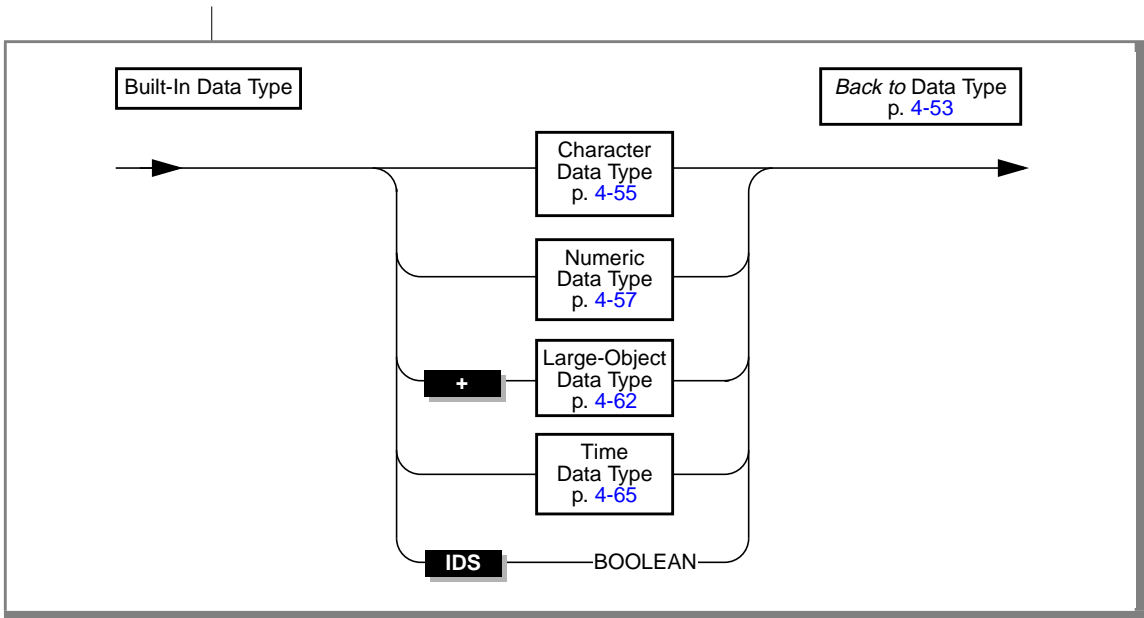 Built-In Data Type
Back to Data Type
p. 4-53
Character
Data Type
p. 4-55
Numeric
Data Type
p. 4-57
+
Large-Object
Data Type
p. 4-62
Time
Data Type
p. 4-65
IDS
BOOLEAN